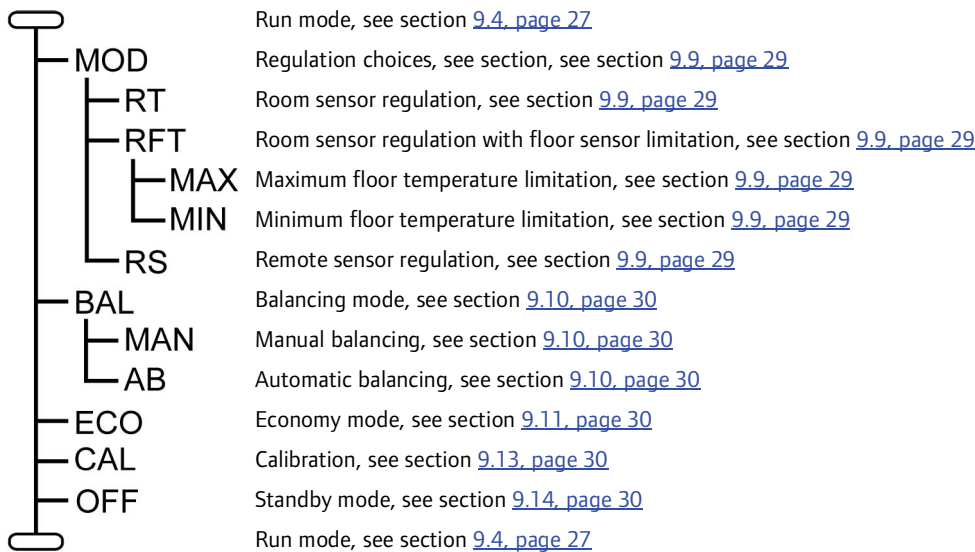 Run mode, see section 9.4, page 27
MOD Regulation choices, see section, see section 9.9, page 29
RT Room sensor regulation, see section 9.9, page 29
RFT Room sensor regulation with floor sensor limitation, see section 9.9, page 29
MAX Maximum floor temperature limitation, see section 9.9, page 29
MIN Minimum floor temperature limitation, see section 9.9, page 29
RS Remote sensor regulation, see section 9.9, page 29
BAL Balancing mode, see section 9.10, page 30
MAN Manual balancing, see section 9.10, page 30
AB Automatic balancing, see section 9.10, page 30
ECO Economy mode, see section 9.11, page 30
CAL Calibration, see section 9.13, page 30
OFF Standby mode, see section 9.14, page 30
Run mode, see section 9.4, page 27